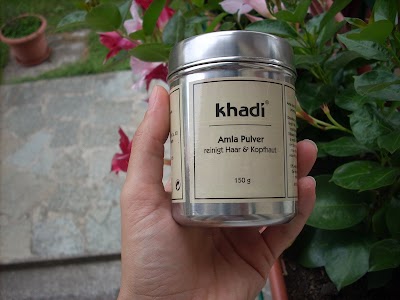 khadi®
Amla Pulver
reinigt Haar & Kopfhaut
150 g